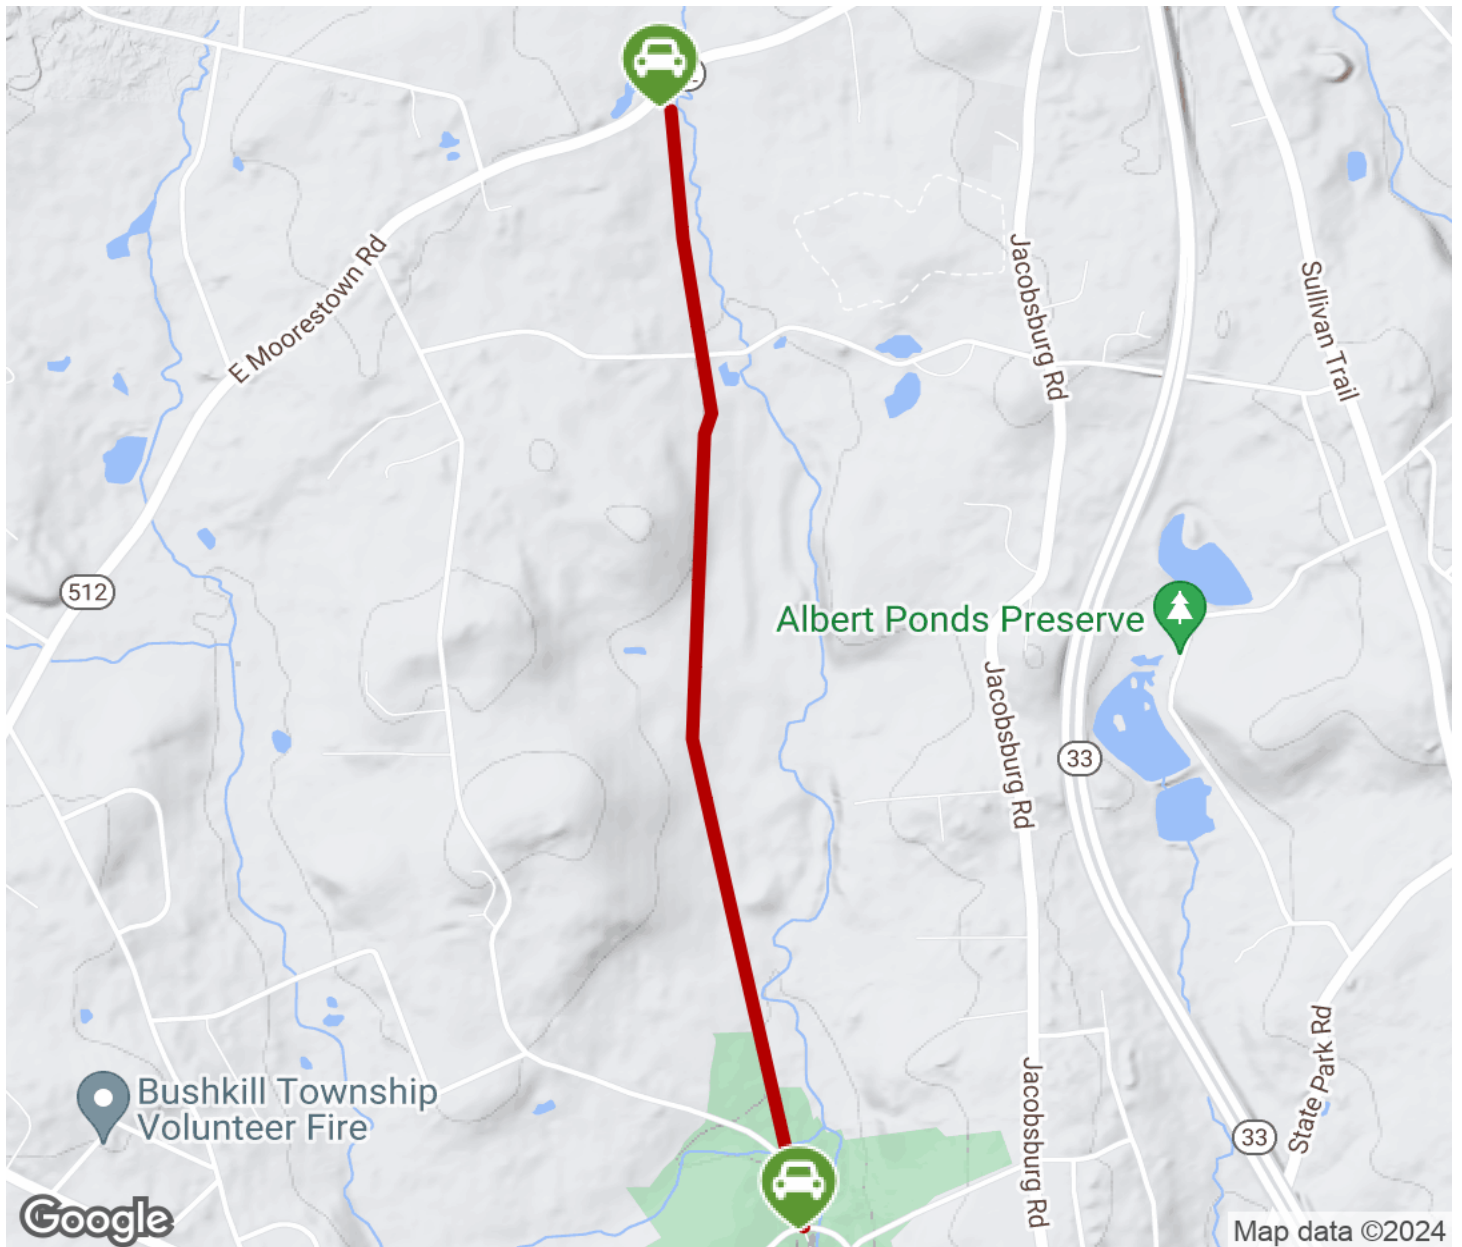 E Moorestown Rd
Jacobsburg Rd
Sullivan Trail
512
Albert Ponds Preserve
Jacobsburg Rd
33
Bushkill Township
Volunteer Fire
Jacobsburg Rd
State Park Rd
33
Google
Map data ©2024